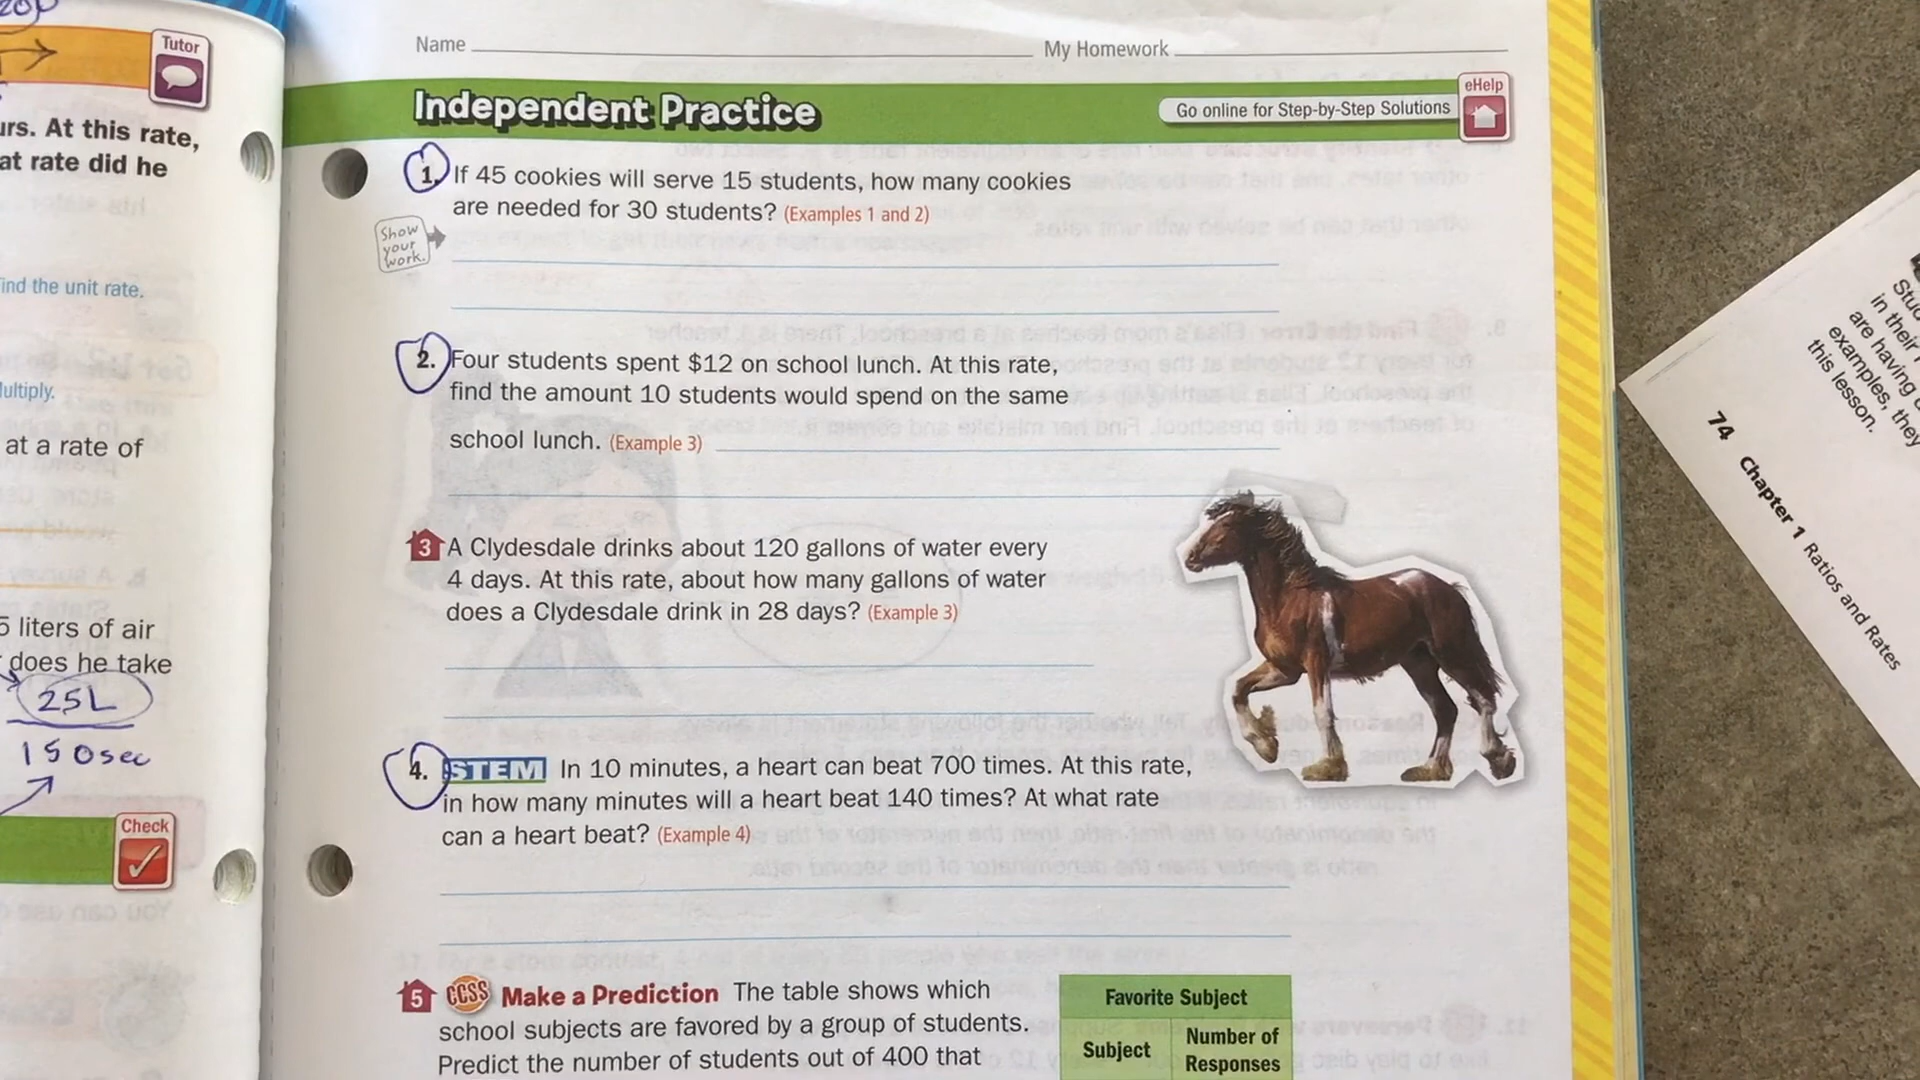 Tutor
urs. At this rate,
at rate did he
ind the unit rate.
Multiply.
at a rate of
5 liters of air
does he take
25L
150sec
Check
Name
My Homework
Independent Practice
Go online for Step-by-Step Solutions
eHelp
1. If 45 cookies will serve 15 students, how many cookies
are needed for 30 students? (Examples 1 and 2)
Show
your
work.
2. Four students spent $12 on school lunch. At this rate,
find the amount 10 students would spend on the same
school lunch. (Example 3)
3 A Clydesdale drinks about 120 gallons of water every
4 days. At this rate, about how many gallons of water
does a Clydesdale drink in 28 days? (Example 3)
4. STEM In 10 minutes, a heart can beat 700 times. At this rate,
in how many minutes will a heart beat 140 times? At what rate
can a heart beat? (Example 4)
5 CCSS Make a Prediction The table shows which
school subjects are favored by a group of students.
Predict the number of students out of 400 that
Favorite Subject
Subject
Number of
Responses
in their
are having
examples, they
this lesson.
74 Chapter 1 Ratios and Rates